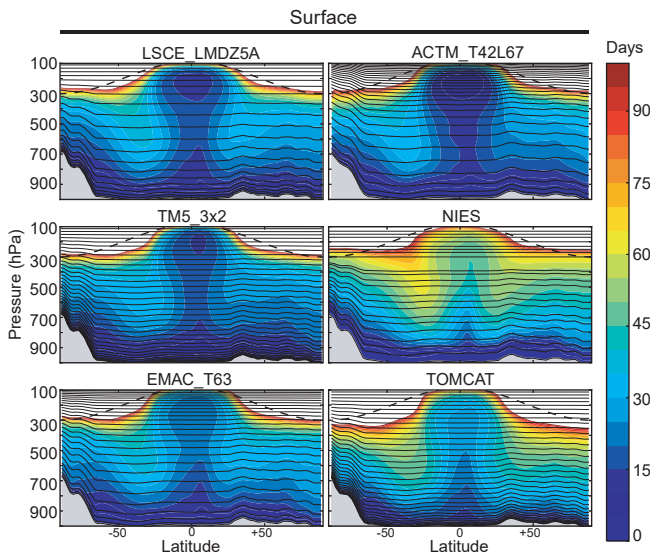 Surface
LSCE_LMDZ5A
ACTM_T42L67
Days
100
300
500
700
900
90
75
TM5_3x2
NIES
100
300
500
700
900
Pressure (hPa)
60
45
EMAC_T63
TOMCAT
100
300
500
700
900
30
15
0
-50
0
+50
-50
0
+50
Latitude
Latitude